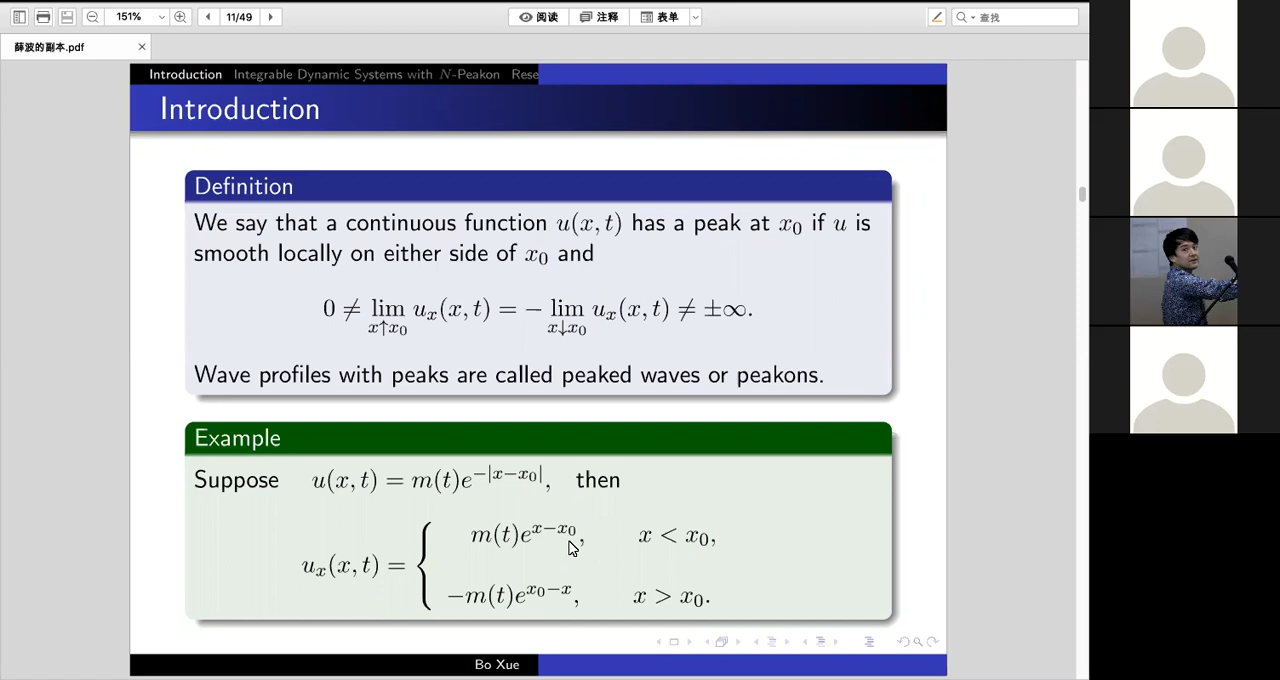 151%
11/49
阅读
注释
表单
查找
薛波的副本.pdf
Introduction Integrable Dynamic Systems with N-Peakon Rese
Introduction
Definition
We say that a continuous function u(x, t) has a peak at x₀ if u is
smooth locally on either side of x₀ and
0 ≠ lim_{x↑x₀} u_x(x, t) = − lim_{x↓x₀} u_x(x, t) ≠ ±∞.
Wave profiles with peaks are called peaked waves or peakons.
Example
Suppose u(x, t) = m(t)e^{−|x−x₀|}, then
u_x(x, t) = {
m(t)e^{x−x₀}, x < x₀,
−m(t)e^{x₀−x}, x > x₀.
Bo Xue